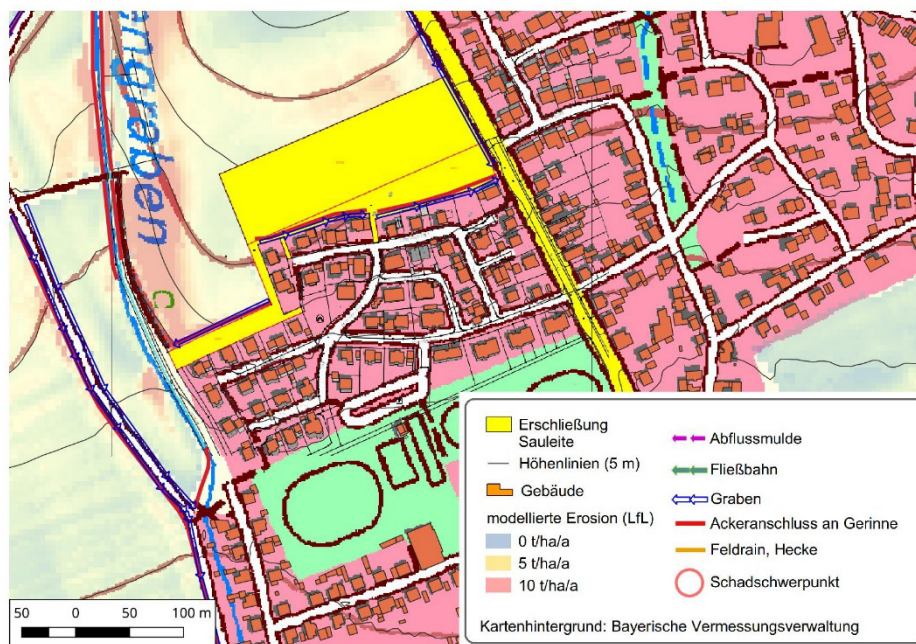 ngraben
C
Erschließung
Sauleite
Höhenlinien (5 m)
Gebäude
modellierte Erosion (LfL)
0 t/ha/a
5 t/ha/a
10 t/ha/a
Abflussmulde
Fließbahn
Graben
Ackeranschluss an Gerinne
Feldrain, Hecke
Schadschwerpunkt
Kartenhintergrund: Bayerische Vermessungsverwaltung
50 0 50 100 m